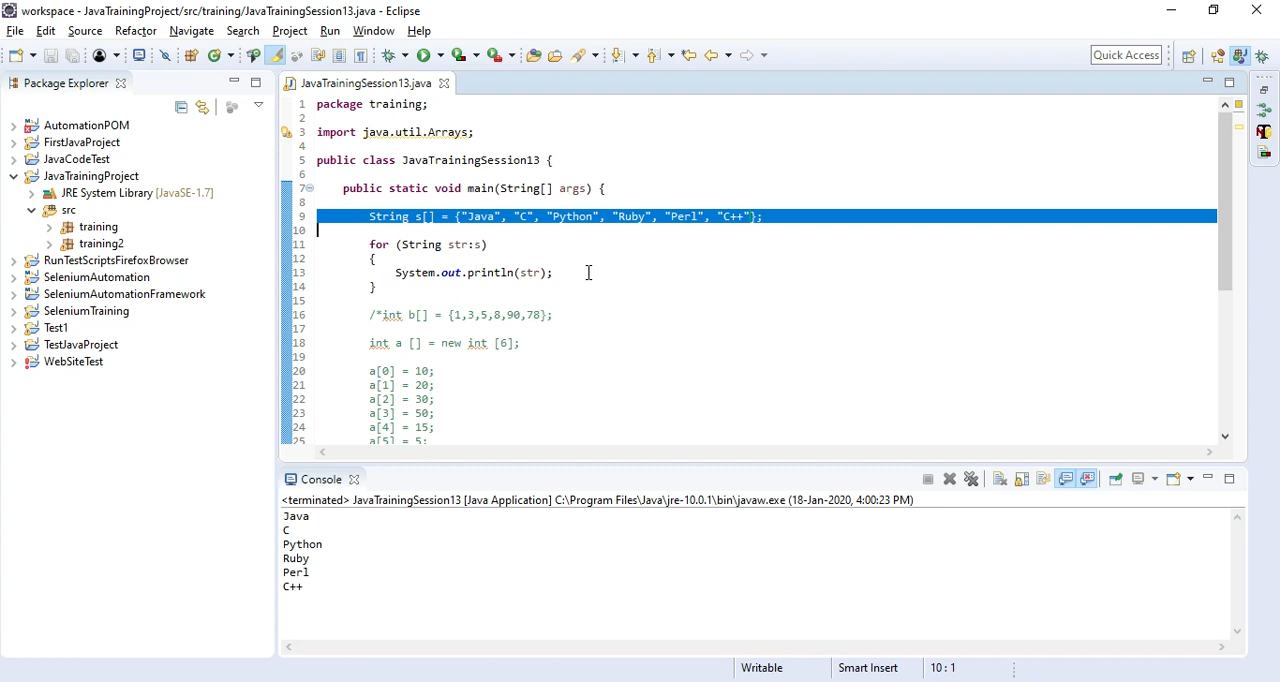 workspace - JavaTrainingProject/src/training/JavaTrainingSession13.java - Eclipse
File Edit Source Refactor Navigate Search Project Run Window Help
Quick Access
Package Explorer
AutomationPOM
FirstJavaProject
JavaCodeTest
JavaTrainingProject
JRE System Library [JavaSE-1.7]
src
training
training2
RunTestScriptsFirefoxBrowser
SeleniumAutomation
SeleniumAutomationFramework
SeleniumTraining
Test1
TestJavaProject
WebSiteTest
JavaTrainingSession13.java
1 package training;
2
3 import java.util.Arrays;
4
5 public class JavaTrainingSession13 {
6
7 public static void main(String[] args) {
8
9 String s[] = {"Java", "C", "Python", "Ruby", "Perl", "C++"};
10
11 for (String str:s)
12 {
13 System.out.println(str);
14 }
15
16 /*int b[] = {1,3,5,8,90,78};
17
18 int a [] = new int [6];
19
20 a[0] = 10;
21 a[1] = 20;
22 a[2] = 30;
23 a[3] = 50;
24 a[4] = 15;
25 a[5] = 5;
Console
<terminated> JavaTrainingSession13 [Java Application] C:\Program Files\Java\jre-10.0.1\bin\javaw.exe (18-Jan-2020, 4:00:23 PM)
Java
C
Python
Ruby
Perl
C++
Writable Smart Insert 10 : 1